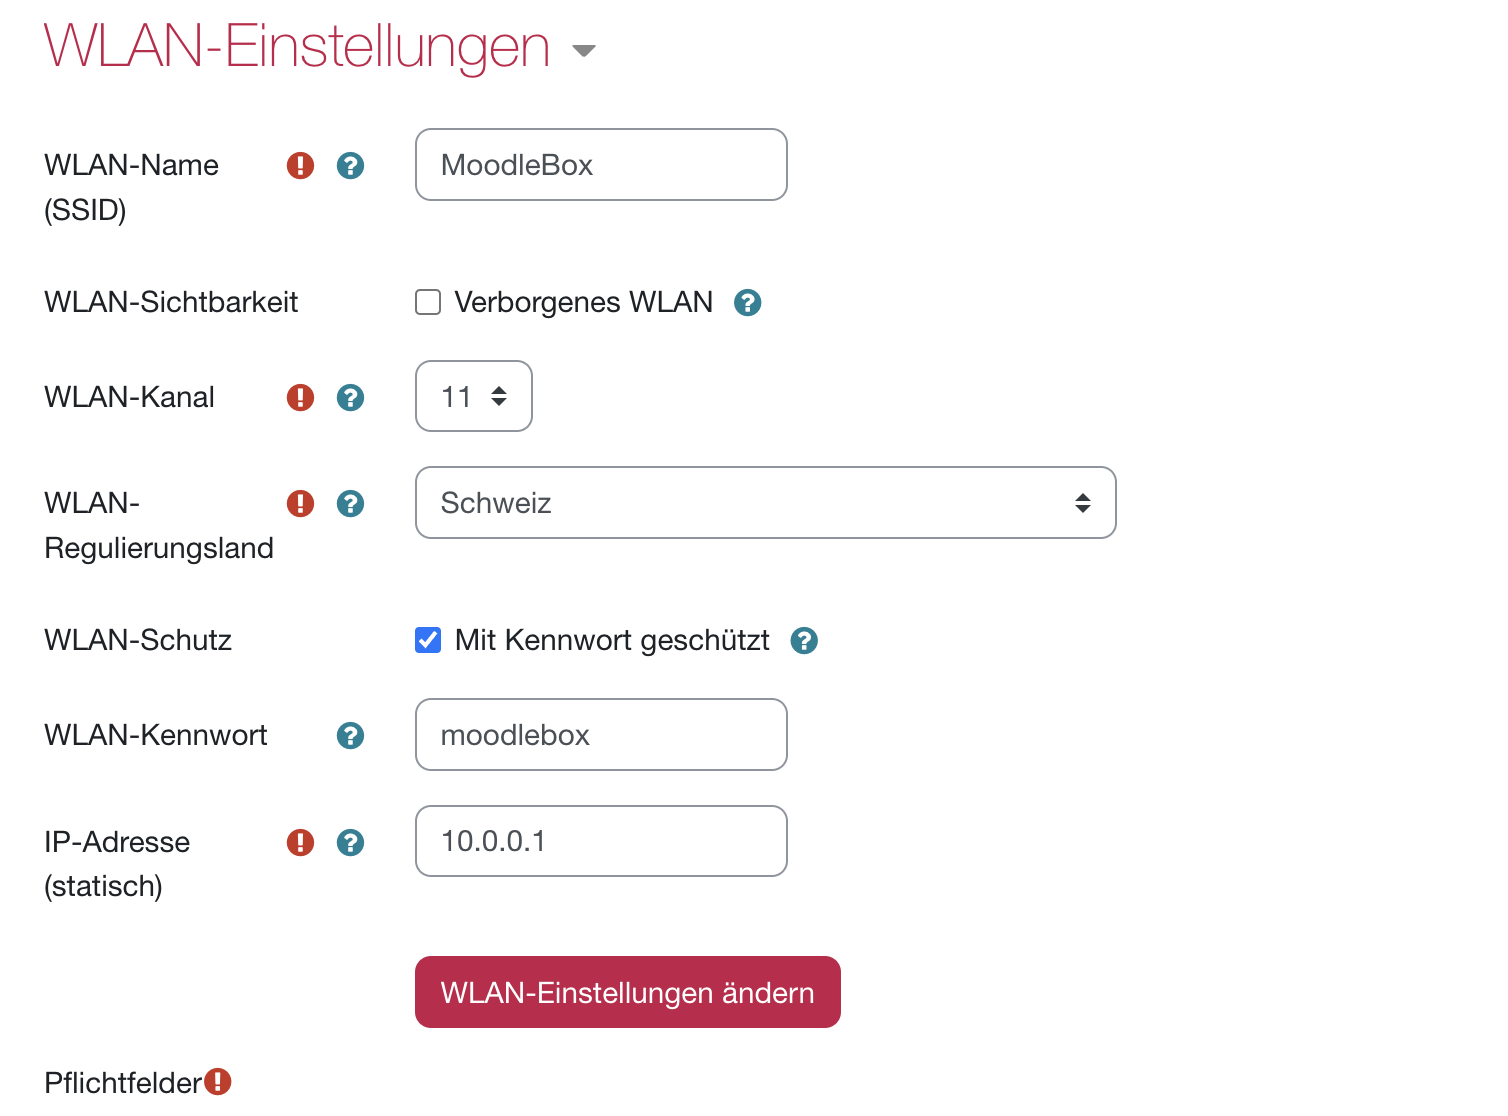 WLAN-Einstellungen
WLAN-Name
(SSID)
MoodleBox
WLAN-Sichtbarkeit
Verborgenes WLAN
WLAN-Kanal
11
WLAN-
Regulierungsland
Schweiz
WLAN-Schutz
Mit Kennwort geschützt
WLAN-Kennwort
moodlebox
IP-Adresse
(statisch)
10.0.0.1
WLAN-Einstellungen ändern
Pflichtfelder